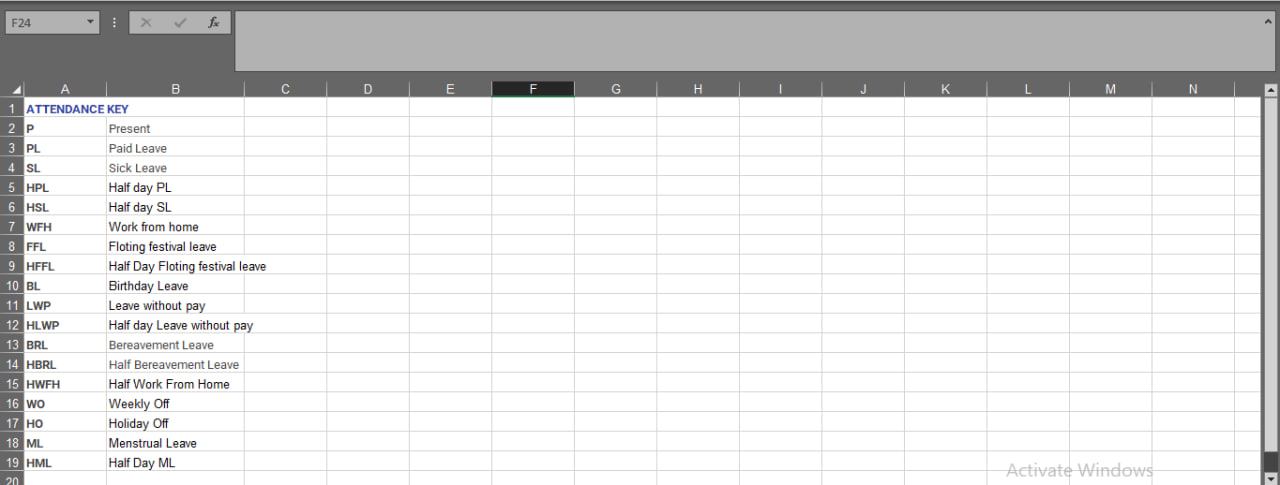 F24
fx
A B C D E F G H I J K L M N
1 ATTENDANCE KEY
2 P Present
3 PL Paid Leave
4 SL Sick Leave
5 HPL Half day PL
6 HSL Half day SL
7 WFH Work from home
8 FFL Floting festival leave
9 HFFL Half Day Floting festival leave
10 BL Birthday Leave
11 LWP Leave without pay
12 HLWP Half day Leave without pay
13 BRL Bereavement Leave
14 HBRL Half Bereavement Leave
15 HWFH Half Work From Home
16 WO Weekly Off
17 HO Holiday Off
18 ML Menstrual Leave
19 HML Half Day ML
20
Activate Windows